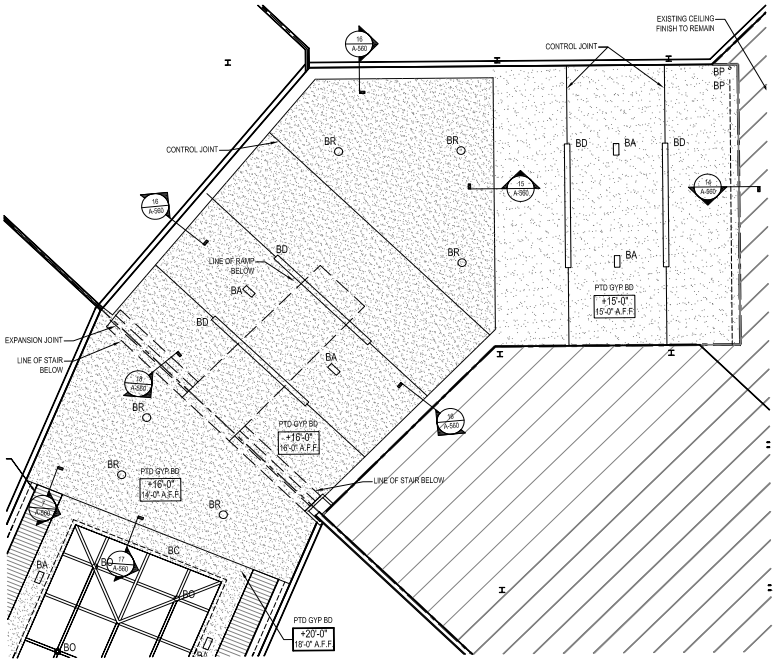 EXISTING CEILING
FINISH TO REMAIN
16
A-560
CONTROL JOINT
BP
BP
CONTROL JOINT
BR
BR
BD
BA
BD
15
A-560
14
A-560
16
A-560
BR
BD
LINE OF RAMP
BELOW
BA
BA
PTD GYP BD
+15'-0"
15'-0" A.F.F.
BD
EXPANSION JOINT
LINE OF STAIR
BELOW
BA
18
A-560
BR
16
A-560
PTD GYP BD
+16'-0"
16'-0" A.F.F.
BR
PTD GYP BD
+16'-0"
14'-0" A.F.F.
LINE OF STAIR BELOW
BR
A-560
BC
17
A-560
BA
BO
PTD GYP BD
+20'-0"
18'-0" A.F.F.
BO
BA